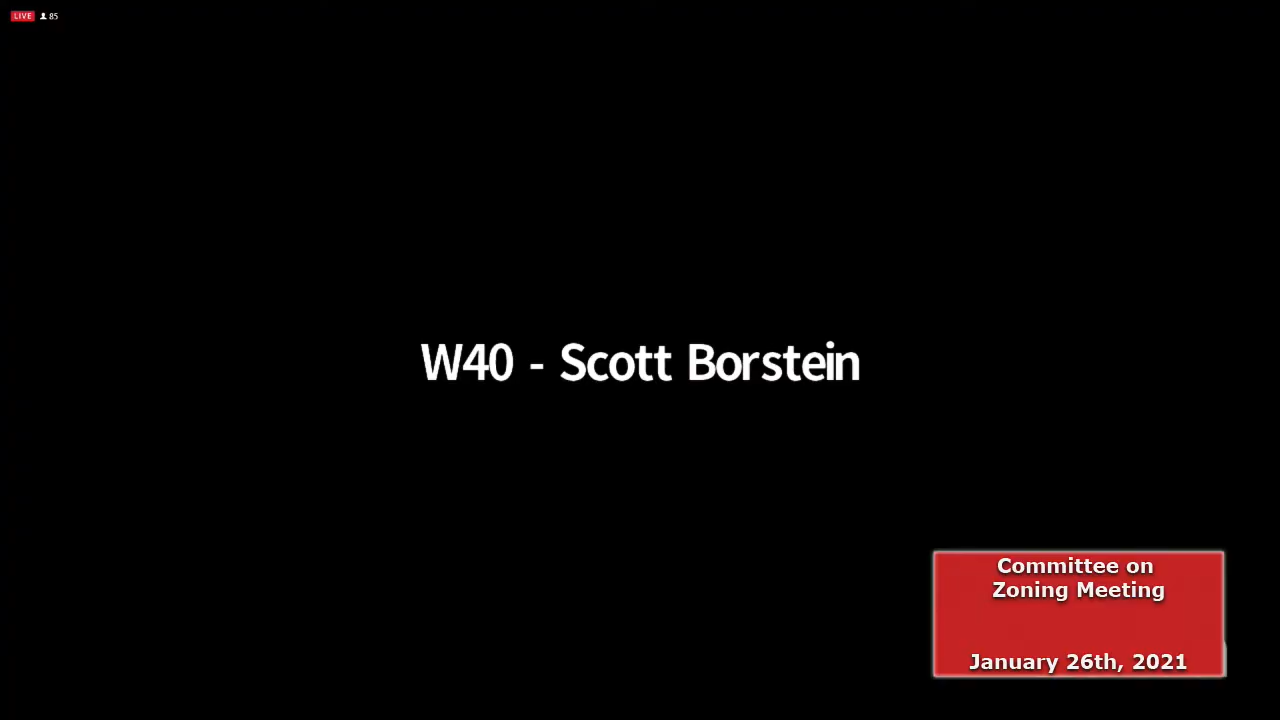 LIVE 85
W40 - Scott Borstein
Committee on
Zoning Meeting
January 26th, 2021